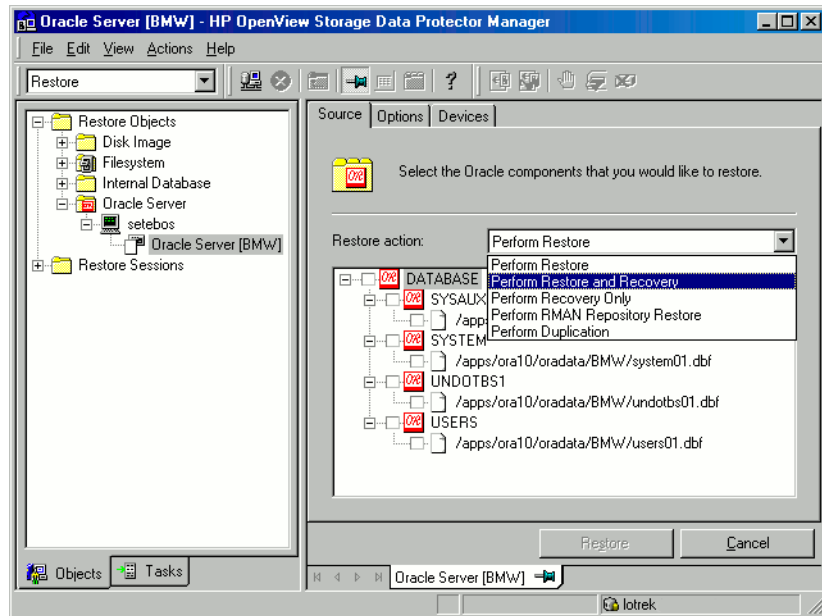 Oracle Server [BMW] - HP OpenView Storage Data Protector Manager
File Edit View Actions Help
Restore
Restore Objects
Disk Image
Filesystem
Internal Database
Oracle Server
setebos
Oracle Server [BMW]
Restore Sessions
Objects Tasks
Source Options Devices
Select the Oracle components that you would like to restore.
Restore action: Perform Restore
Perform Restore
Perform Restore and Recovery
Perform Recovery Only
Perform RMAN Repository Restore
Perform Duplication
DATABASE
SYSAUX
/app
SYSTEM
/apps/ora10/oradata/BMW/system01.dbf
UNDOTBS1
/apps/ora10/oradata/BMW/undotbs01.dbf
USERS
/apps/ora10/oradata/BMW/users01.dbf
Restore Cancel
Oracle Server [BMW]
lotrek